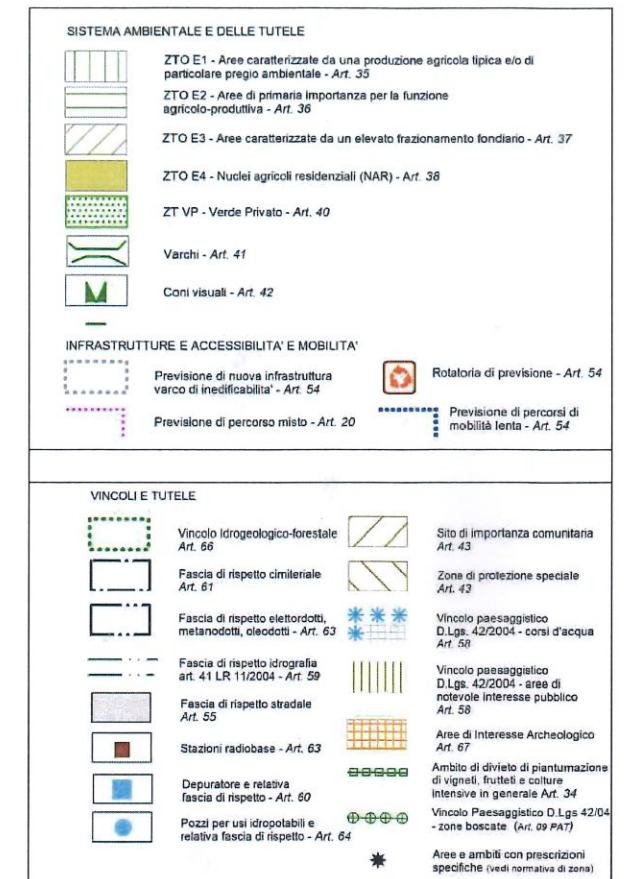 SISTEMA AMBIENTALE E DELLE TUTELE
ZTO E1 - Aree caratterizzate da una produzione agricola tipica e/o di
particolare pregio ambientale - Art. 35
ZTO E2 - Aree di primaria importanza per la funzione
agricolo-produttiva - Art. 36
ZTO E3 - Aree caratterizzate da un elevato frazionamento fondiario - Art. 37
ZTO E4 - Nuclei agricoli residenziali (NAR) - Art. 38
ZT VP - Verde Privato - Art. 40
Varchi - Art. 41
Coni visuali - Art. 42
INFRASTRUTTURE E ACCESSIBILITA' E MOBILITA'
Previsione di nuova infrastruttura
varco di inedificabilita' - Art. 54
Rotatoria di previsione - Art. 54
Previsione di percorso misto - Art. 20
Previsione di percorsi di
mobilità lenta - Art. 54
VINCOLI E TUTELE
Vincolo Idrogeologico-forestale
Art. 66
Fascia di rispetto cimiteriale
Art. 61
Fascia di rispetto elettordotti,
metanodotti, oleodotti - Art. 63
Fascia di rispetto idrografia
art. 41 LR 11/2004 - Art. 59
Fascia di rispetto stradale
Art. 55
Stazioni radiobase - Art. 63
Depuratore e relativa
fascia di rispetto - Art. 60
Pozzi per usi idropotabili e
relativa fascia di rispetto - Art. 64
Sito di importanza comunitaria
Art. 43
Zone di protezione speciale
Art. 43
Vincolo paesaggistico
D.Lgs. 42/2004 - corsi d'acqua
Art. 58
Vincolo paesaggistico
D.Lgs. 42/2004 - aree di
notevole interesse pubblico
Art. 58
Aree di Interesse Archeologico
Art. 67
Ambito di divieto di piantumazione
di vigneti, frutteti e colture
intensive in generale Art. 34
Vincolo Paesaggistico D.Lgs 42/04
- zone boscate (Art. 09 PAT)
Aree e ambiti con prescrizioni
specifiche (vedi normativa di zona)